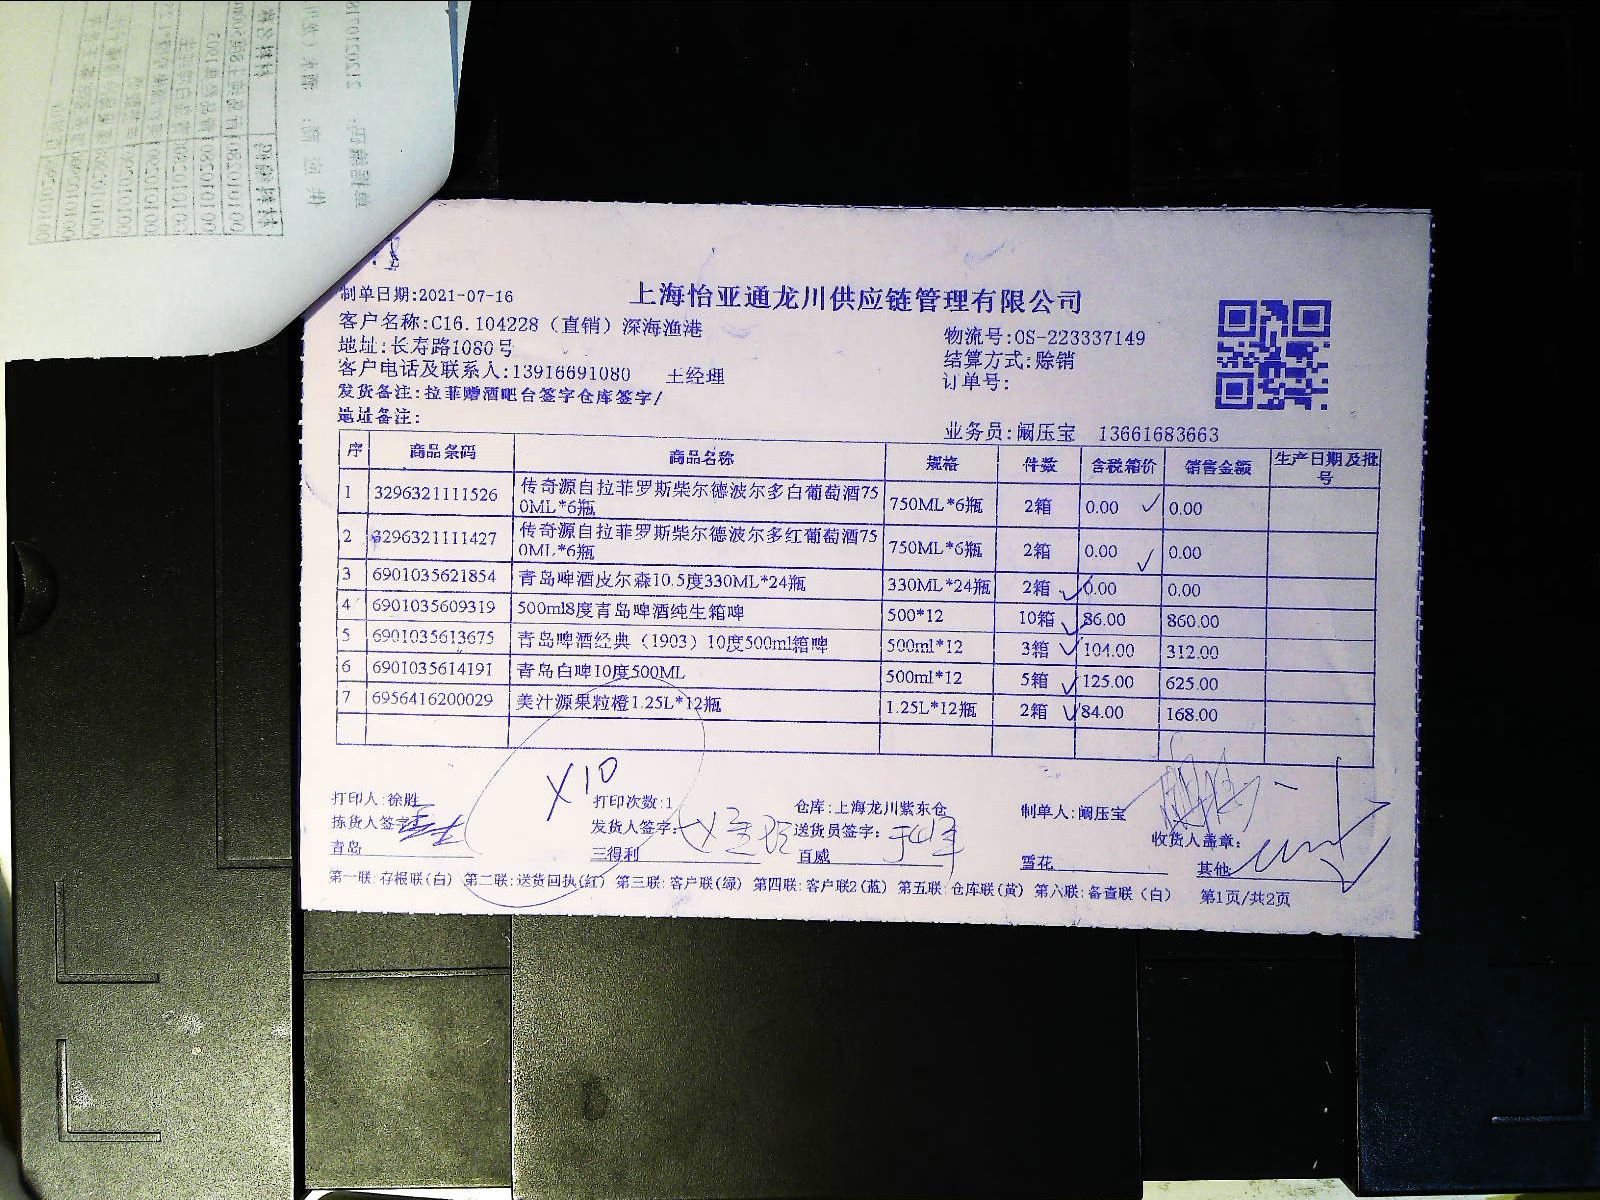 制单日期:2021-07-16
上海怡亚通龙川供应链管理有限公司
客户名称:C16.104228（直销）深海渔港
物流号:OS-223337149
地址:长寿路1080号
结算方式:赊销
客户电话及联系人:13916691080 王经理
订单号:
发货备注:拉菲赠酒吧台签字仓库签字/
地址备注:
业务员:阚压宝 13661683663
序 商品条码 商品名称 规格 件数 含税箱价 销售金额 生产日期及批号
1 3296321111526 传奇源自拉菲罗斯柴尔德波尔多白葡萄酒750ML*6瓶 750ML*6瓶 2箱 0.00 0.00
2 3296321111427 传奇源自拉菲罗斯柴尔德波尔多红葡萄酒750ML*6瓶 750ML*6瓶 2箱 0.00 0.00
3 6901035621854 青岛啤酒皮尔森10.5度330ML*24瓶 330ML*24瓶 2箱 0.00 0.00
4 6901035609319 500ml8度青岛啤酒纯生箱啤 500*12 10箱 86.00 860.00
5 6901035613675 青岛啤酒经典（1903）10度500ml箱啤 500ml*12 3箱 104.00 312.00
6 6901035614191 青岛白啤10度500ML 500ml*12 5箱 125.00 625.00
7 6956416200029 美汁源果粒橙1.25L*12瓶 1.25L*12瓶 2箱 84.00 168.00
X10
打印人:徐胜 打印次数:1 仓库:上海龙川紫东仓 制单人:阚压宝
拣货人签字: 发货人签字: 送货员签字: 收货人盖章:
青岛 三得利 百威 雪花 其他
第一联:存根联(白) 第二联:送货回执(红) 第三联:客户联(绿) 第四联:客户联2(蓝) 第五联:仓库联(黄) 第六联:备查联（白） 第1页/共2页